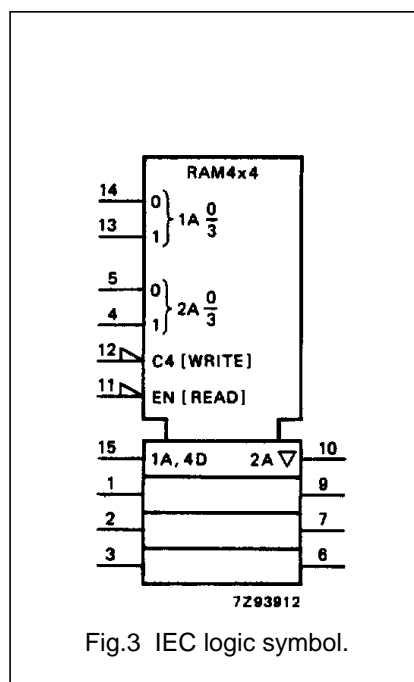 RAM4x4
14 0
1A 0/3
13 1
5 0
2A 0/3
4 1
12 C4 [WRITE]
11 EN [READ]
15 1A, 4D 2A ▽ 10
1 9
2 7
3 6
7Z93912
Fig.3 IEC logic symbol.